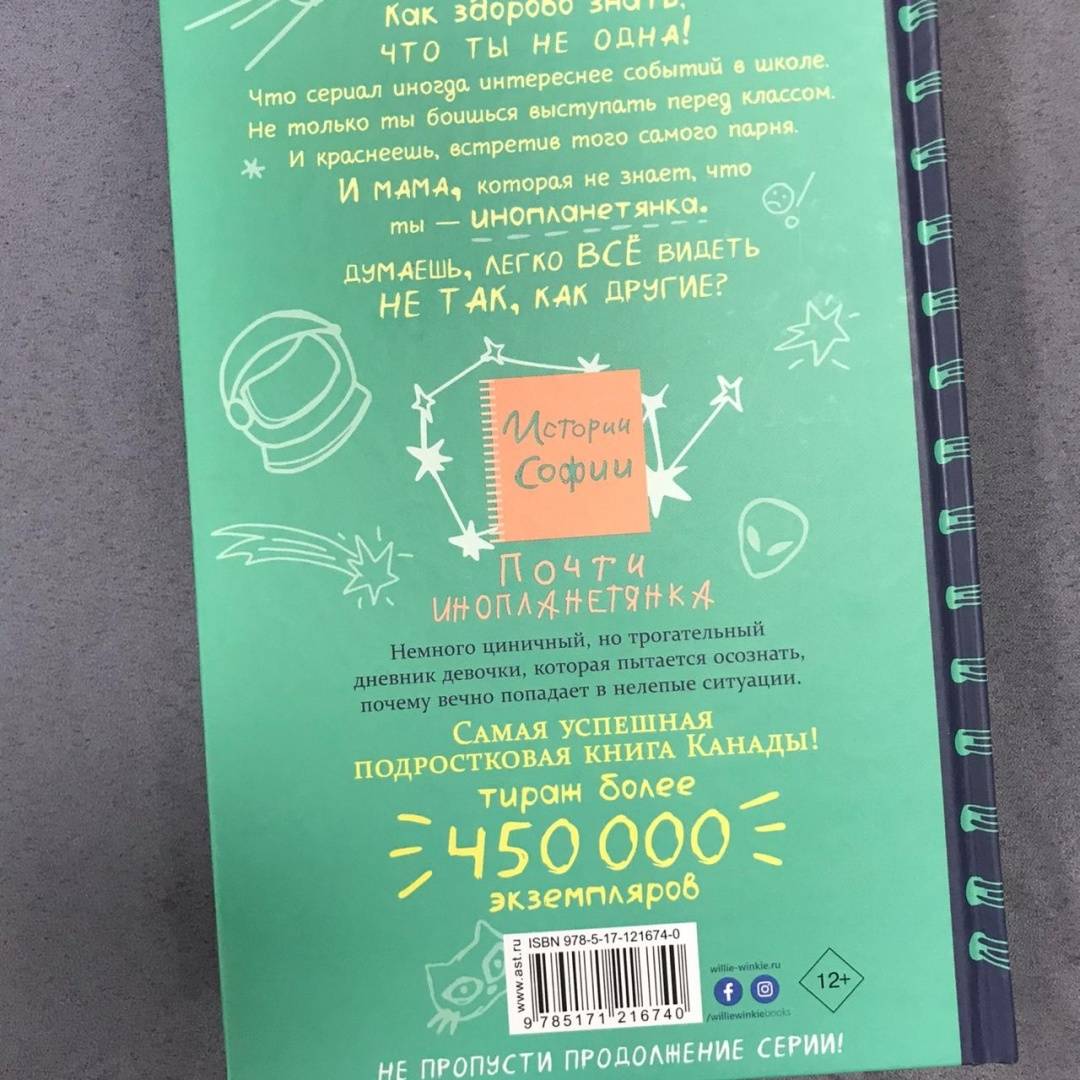 Как здорово знать,
ЧТО ТЫ НЕ ОДНА!
Что сериал иногда интереснее событий в школе.
Не только ты боишься выступать перед классом.
И краснеешь, встретив того самого парня.
И МАМА, которая не знает, что
ты — ИНОПЛАНЕТЯНКА.
ДУМАЕШЬ, ЛЕГКО ВСЁ ВИДЕТЬ
НЕ ТАК, КАК ДРУГИЕ?
Истории
Софии
ПОЧТИ
ИНОПЛАНЕТЯНКА
Немного циничный, но трогательный
дневник девочки, которая пытается осознать,
почему вечно попадает в нелепые ситуации.
Самая успешная
подростковая книга Канады!
тираж более
450 000
экземпляров
www.ast.ru
ISBN 978-5-17-121674-0
9 785171 216740
willie-winkie.ru
/williewinkiebooks
12+
НЕ ПРОПУСТИ ПРОДОЛЖЕНИЕ СЕРИИ!